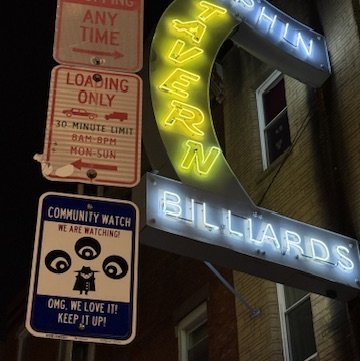 ANY
TIME
LOADING
ONLY
30-MINUTE LIMIT
8AM-8PM
MON-SUN
COMMUNITY WATCH
WE ARE WATCHING!
OMG, WE LOVE IT!
KEEP IT UP!
TAVERN
BILLIARDS